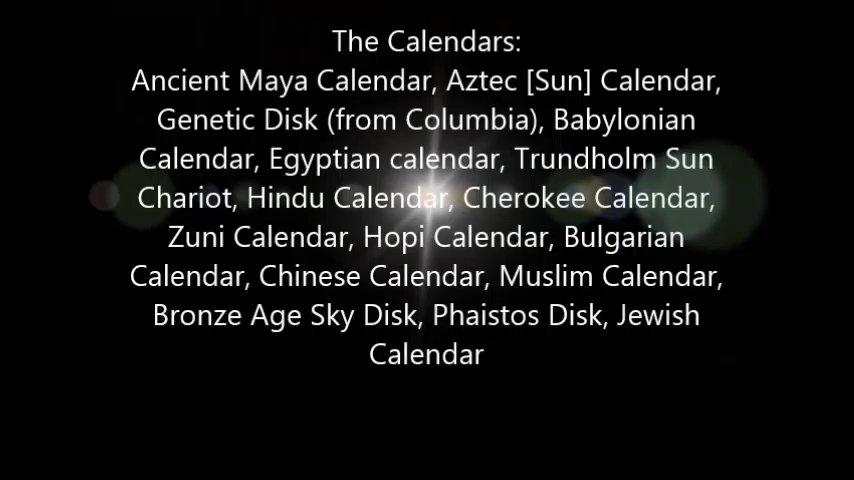 The Calendars:
Ancient Maya Calendar, Aztec [Sun] Calendar,
Genetic Disk (from Columbia), Babylonian
Calendar, Egyptian calendar, Trundholm Sun
Chariot, Hindu Calendar, Cherokee Calendar,
Zuni Calendar, Hopi Calendar, Bulgarian
Calendar, Chinese Calendar, Muslim Calendar,
Bronze Age Sky Disk, Phaistos Disk, Jewish
Calendar